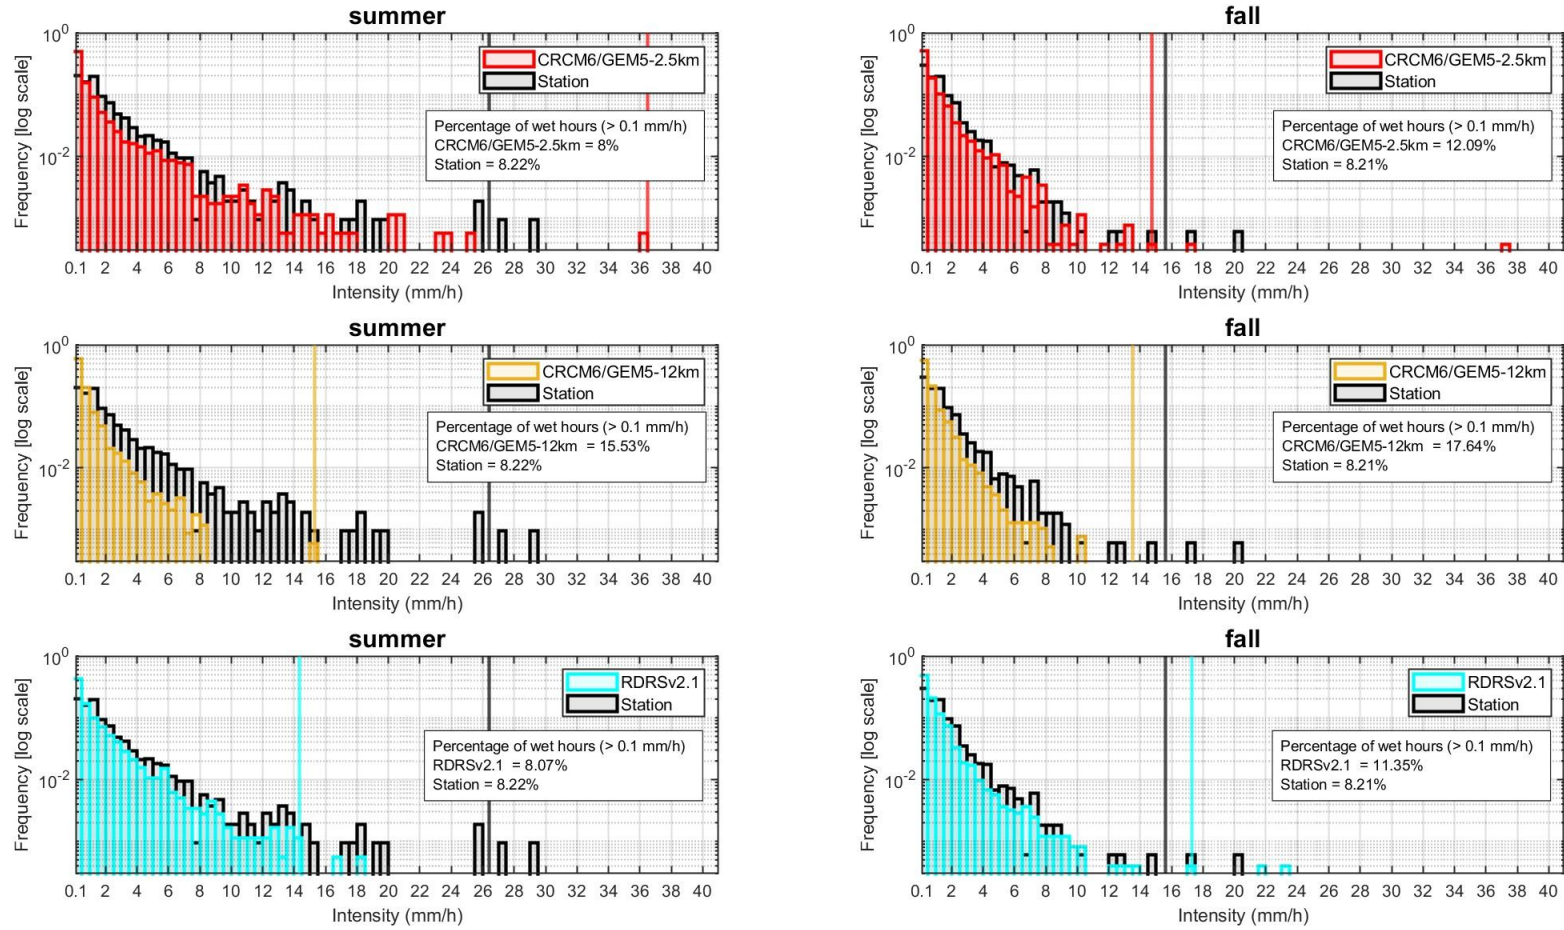 summer
10^0
10^-2
Frequency [log scale]
CRCM6/GEM5-2.5km
Station
Percentage of wet hours (> 0.1 mm/h)
CRCM6/GEM5-2.5km = 8%
Station = 8.22%
0.1 2 4 6 8 10 12 14 16 18 20 22 24 26 28 30 32 34 36 38 40
Intensity (mm/h)
fall
10^0
10^-2
Frequency [log scale]
CRCM6/GEM5-2.5km
Station
Percentage of wet hours (> 0.1 mm/h)
CRCM6/GEM5-2.5km = 12.09%
Station = 8.21%
0.1 2 4 6 8 10 12 14 16 18 20 22 24 26 28 30 32 34 36 38 40
Intensity (mm/h)
summer
10^0
10^-2
Frequency [log scale]
CRCM6/GEM5-12km
Station
Percentage of wet hours (> 0.1 mm/h)
CRCM6/GEM5-12km = 15.53%
Station = 8.22%
0.1 2 4 6 8 10 12 14 16 18 20 22 24 26 28 30 32 34 36 38 40
Intensity (mm/h)
fall
10^0
10^-2
Frequency [log scale]
CRCM6/GEM5-12km
Station
Percentage of wet hours (> 0.1 mm/h)
CRCM6/GEM5-12km = 17.64%
Station = 8.21%
0.1 2 4 6 8 10 12 14 16 18 20 22 24 26 28 30 32 34 36 38 40
Intensity (mm/h)
summer
10^0
10^-2
Frequency [log scale]
RDRSv2.1
Station
Percentage of wet hours (> 0.1 mm/h)
RDRSv2.1 = 8.07%
Station = 8.22%
0.1 2 4 6 8 10 12 14 16 18 20 22 24 26 28 30 32 34 36 38 40
Intensity (mm/h)
fall
10^0
10^-2
Frequency [log scale]
RDRSv2.1
Station
Percentage of wet hours (> 0.1 mm/h)
RDRSv2.1 = 11.35%
Station = 8.21%
0.1 2 4 6 8 10 12 14 16 18 20 22 24 26 28 30 32 34 36 38 40
Intensity (mm/h)